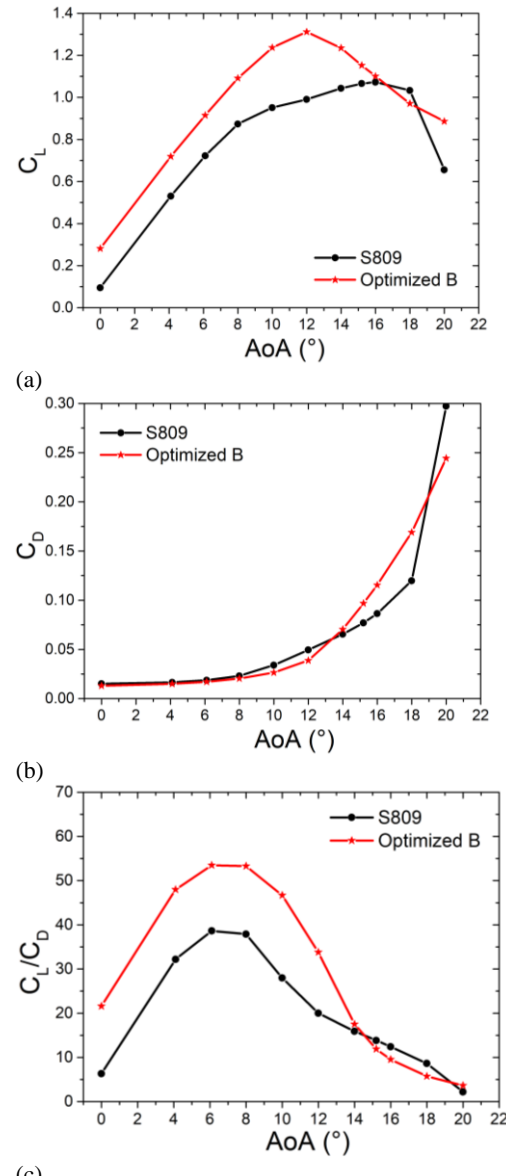 1.4
1.2
1.0
0.8
0.6
0.4
0.2
0.0
C_L
S809
Optimized B
0 2 4 6 8 10 12 14 16 18 20 22
AoA (°)
(a)
0.30
0.25
0.20
0.15
0.10
0.05
0.00
C_D
S809
Optimized B
0 2 4 6 8 10 12 14 16 18 20 22
AoA (°)
(b)
70
60
50
40
30
20
10
0
C_L/C_D
S809
Optimized B
0 2 4 6 8 10 12 14 16 18 20 22
AoA (°)
(c)